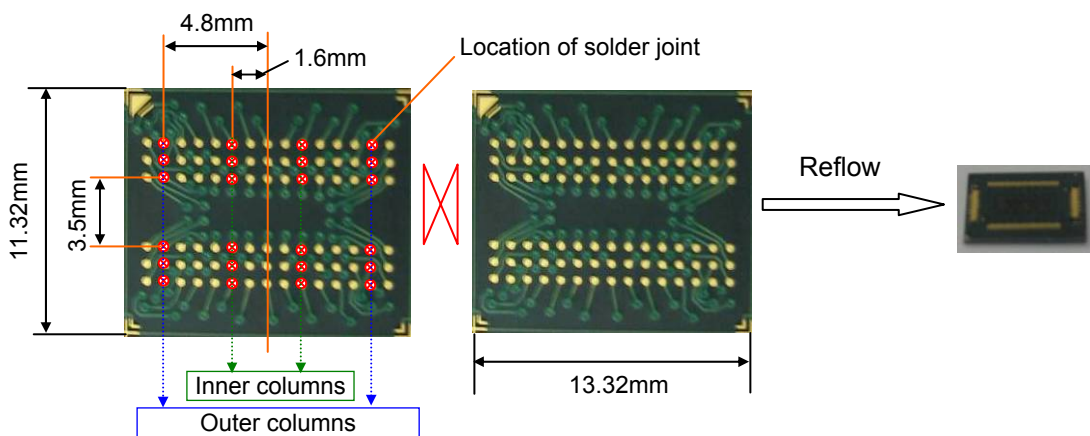 4.8mm
1.6mm
Location of solder joint
11.32mm
3.5mm
Reflow
Inner columns
Outer columns
13.32mm